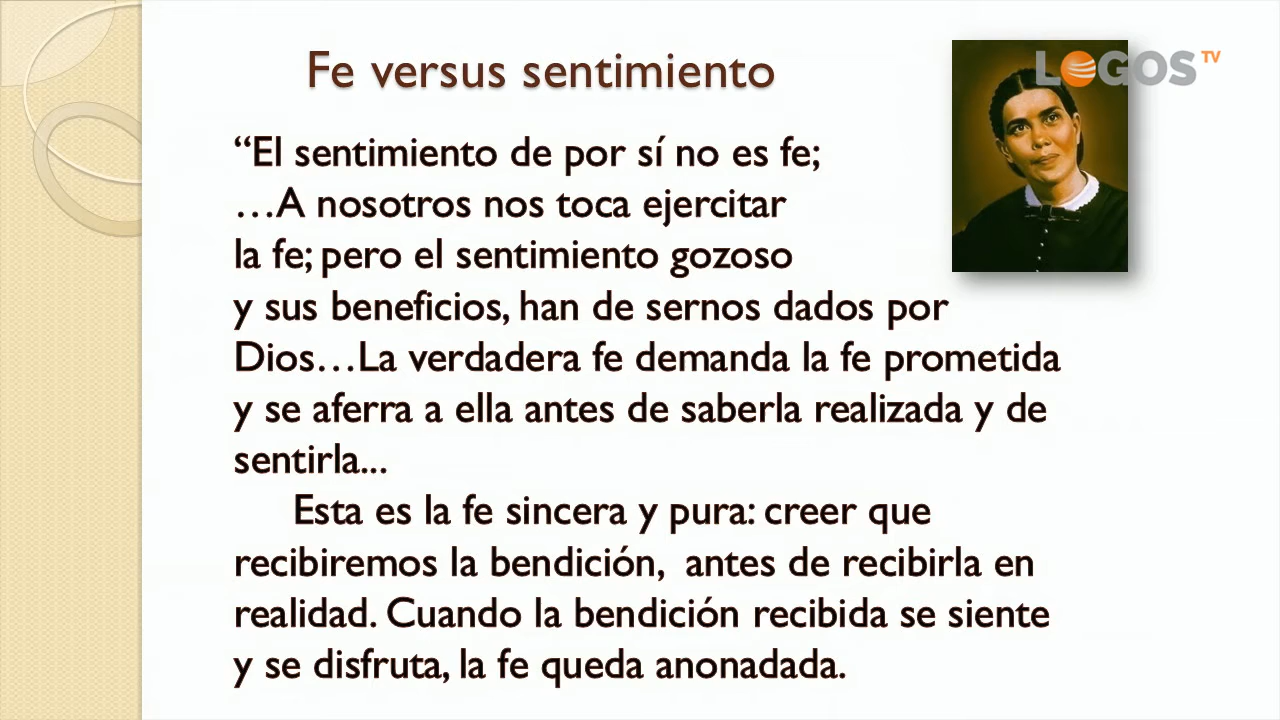 Fe versus sentimiento
LOGOS TV
“El sentimiento de por sí no es fe;
…A nosotros nos toca ejercitar
la fe; pero el sentimiento gozoso
y sus beneficios, han de sernos dados por
Dios…La verdadera fe demanda la fe prometida
y se aferra a ella antes de saberla realizada y de
sentirla...
Esta es la fe sincera y pura: creer que
recibiremos la bendición,  antes de recibirla en
realidad. Cuando la bendición recibida se siente
y se disfruta, la fe queda anonadada.